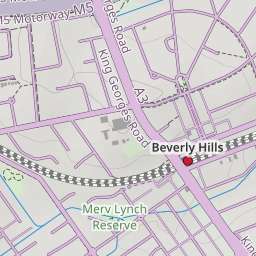 M5 Motorway M5
Georges Road
A3
King Georges Road
Beverly Hills
Merv Lynch
Reserve
King